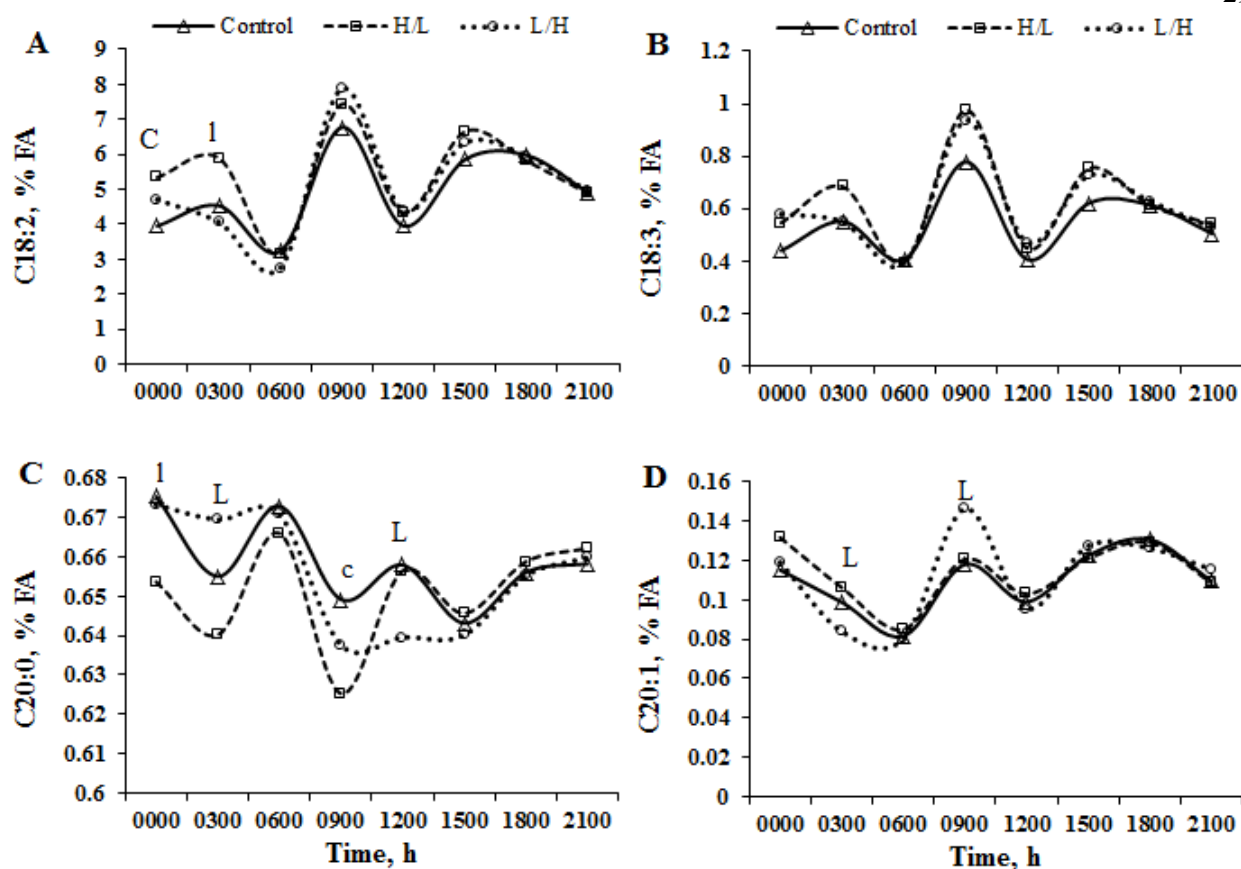 A
Control H/L L/H
9
8
7
6
5
4
3
2
1
0
C18:2, % FA
C l
0000 0300 0600 0900 1200 1500 1800 2100
B
Control H/L L/H
1.2
1
0.8
0.6
0.4
0.2
0
C18:3, % FA
0000 0300 0600 0900 1200 1500 1800 2100
C
0.68
0.67
0.66
0.65
0.64
0.63
0.62
0.61
0.6
C20:0, % FA
l L c L
0000 0300 0600 0900 1200 1500 1800 2100
Time, h
D
0.16
0.14
0.12
0.1
0.08
0.06
0.04
0.02
0
C20:1, % FA
L L
0000 0300 0600 0900 1200 1500 1800 2100
Time, h